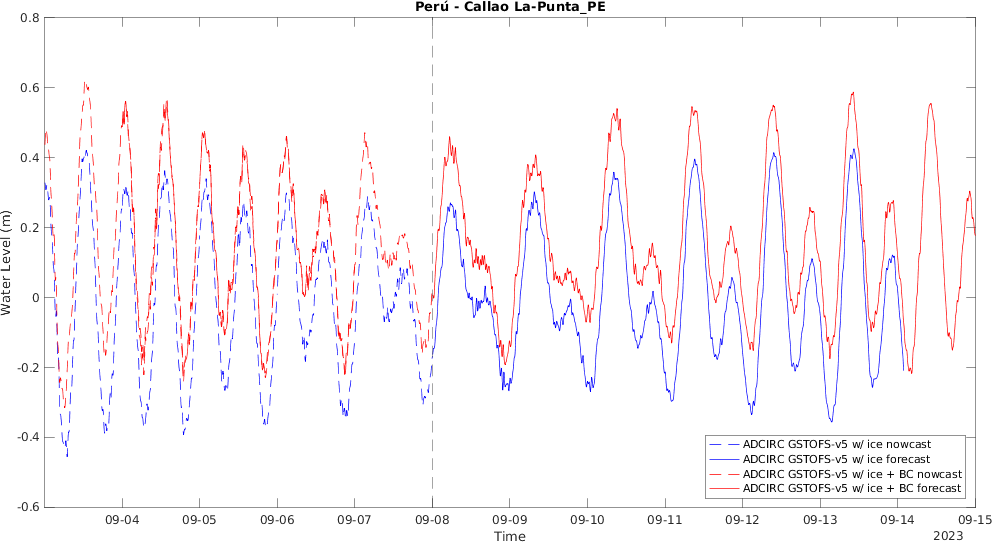 Perú - Callao La-Punta_PE
0.8
0.6
0.4
0.2
0
-0.2
-0.4
-0.6
Water Level (m)
ADCIRC GSTOFS-v5 w/ ice nowcast
ADCIRC GSTOFS-v5 w/ ice forecast
ADCIRC GSTOFS-v5 w/ ice + BC nowcast
ADCIRC GSTOFS-v5 w/ ice + BC forecast
09-04 09-05 09-06 09-07 09-08 09-09 09-10 09-11 09-12 09-13 09-14 09-15
Time
2023